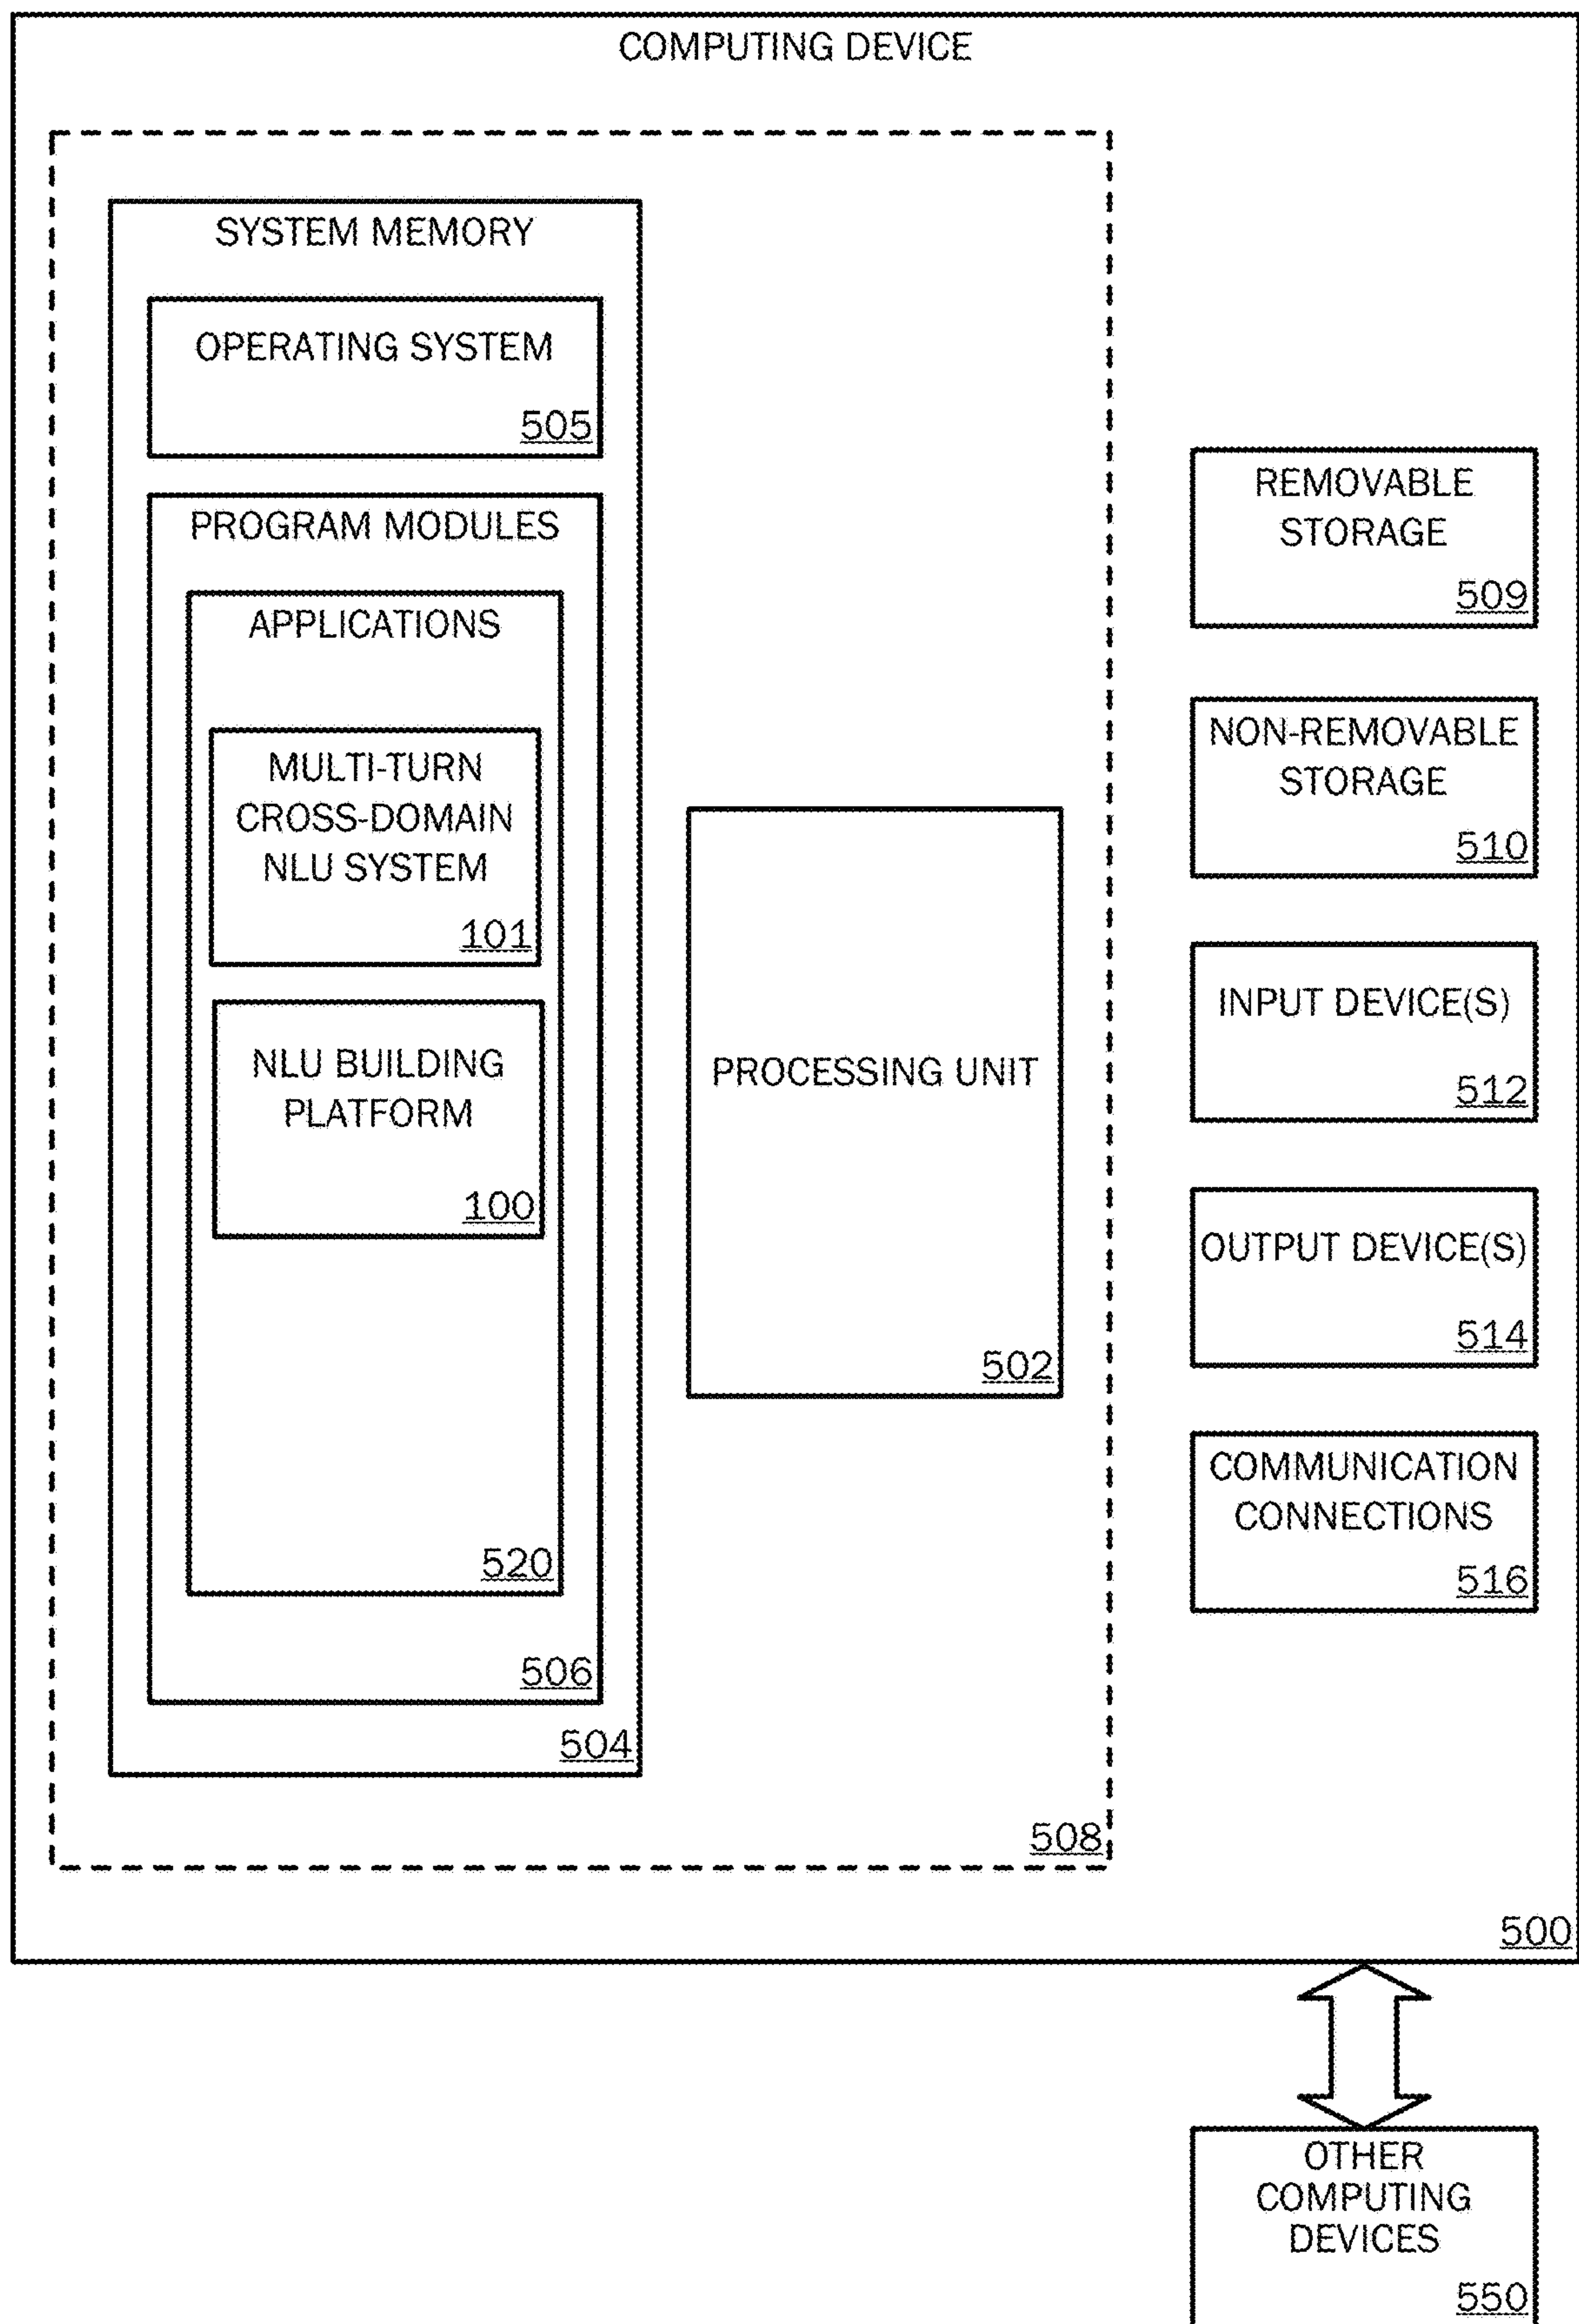 COMPUTING DEVICE
SYSTEM MEMORY
OPERATING SYSTEM
505
PROGRAM MODULES
APPLICATIONS
MULTI-TURN
CROSS-DOMAIN
NLU SYSTEM
101
NLU BUILDING
PLATFORM
100
520
506
504
PROCESSING UNIT
502
508
REMOVABLE
STORAGE
509
NON-REMOVABLE
STORAGE
510
INPUT DEVICE(S)
512
OUTPUT DEVICE(S)
514
COMMUNICATION
CONNECTIONS
516
500
OTHER
COMPUTING
DEVICES
550